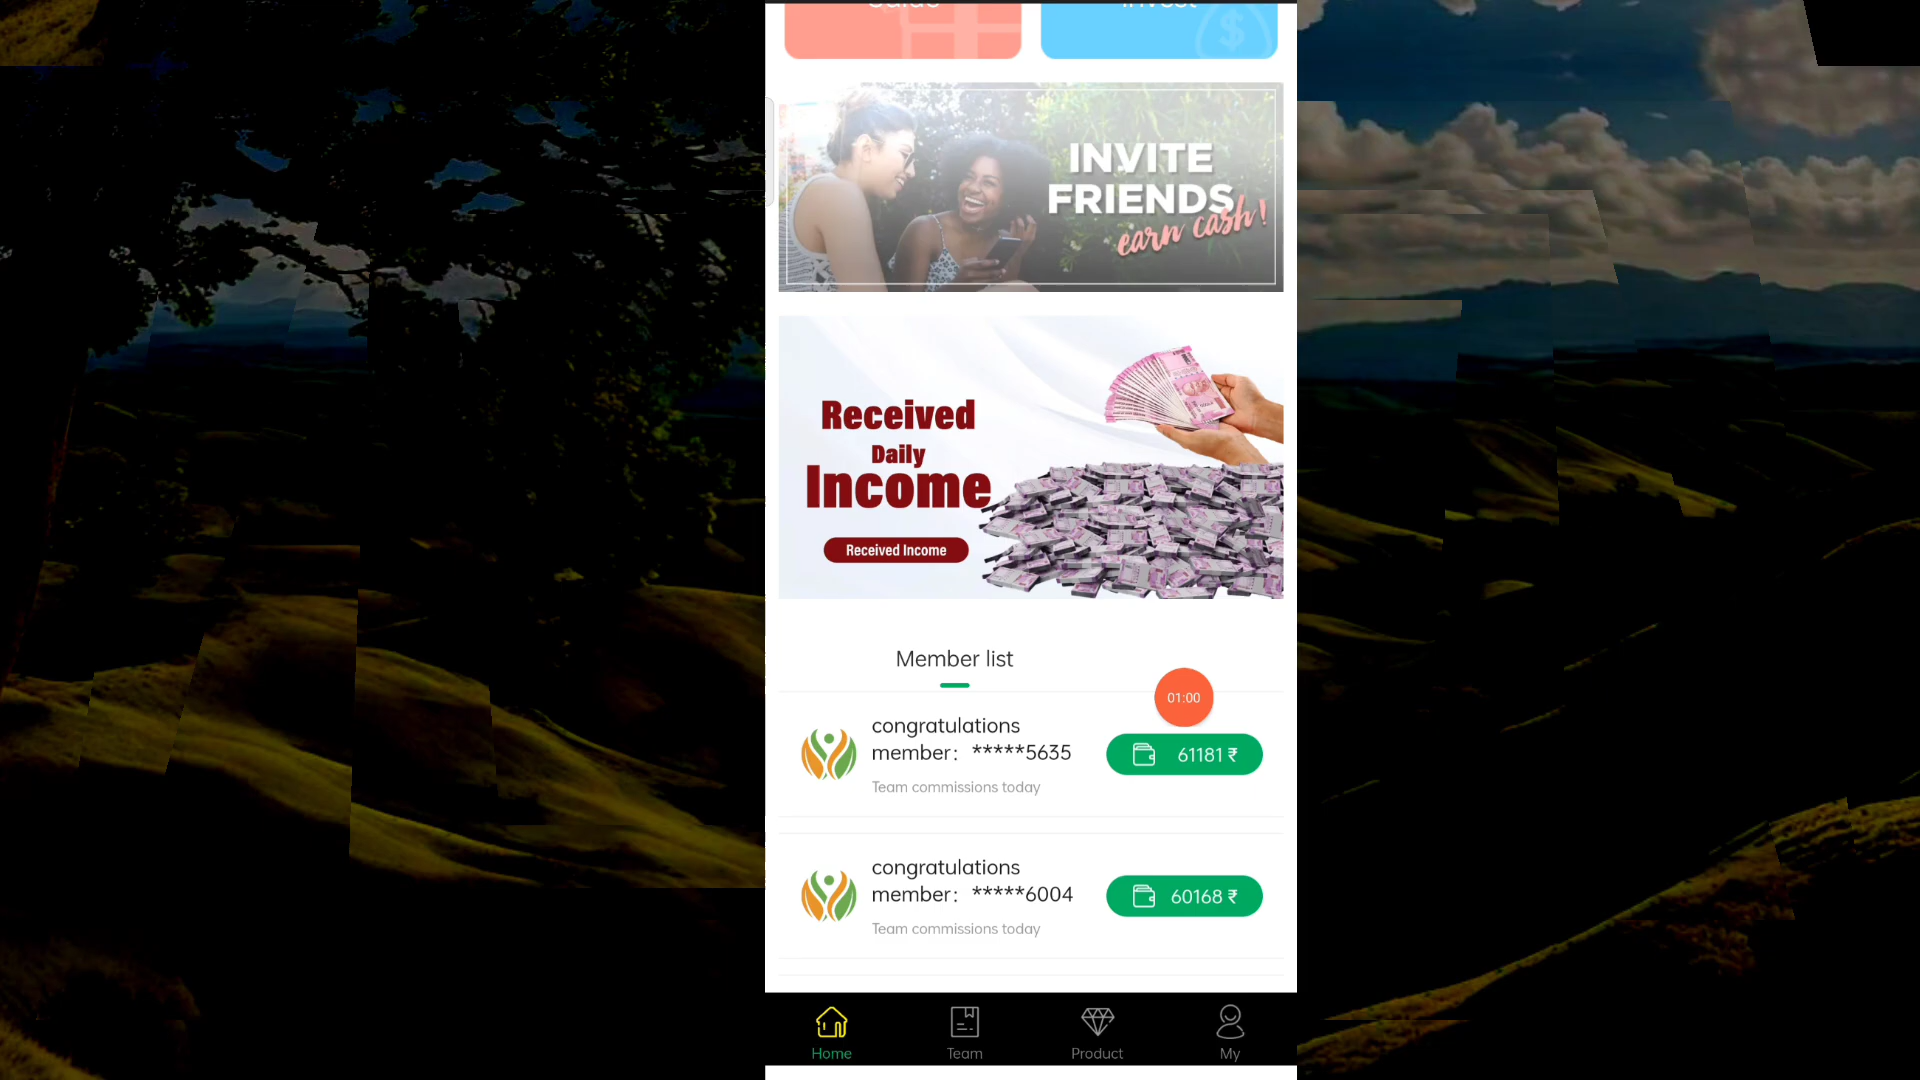 INVITE
FRIENDS
earn cash!
Received
Daily
Income
Received Income
Member list
01:00
congratulations
member: *****5635
61181 ₹
Team commissions today
congratulations
member: *****6004
60168 ₹
Team commissions today
Home
Team
Product
My